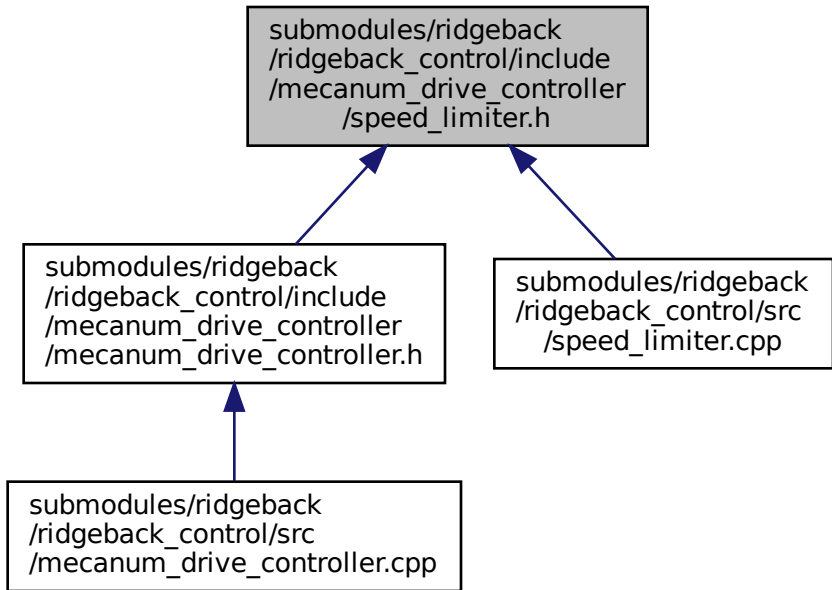 submodules/ridgeback
/ridgeback_control/include
/mecanum_drive_controller
/speed_limiter.h
submodules/ridgeback
/ridgeback_control/include
/mecanum_drive_controller
/mecanum_drive_controller.h
submodules/ridgeback
/ridgeback_control/src
/speed_limiter.cpp
submodules/ridgeback
/ridgeback_control/src
/mecanum_drive_controller.cpp